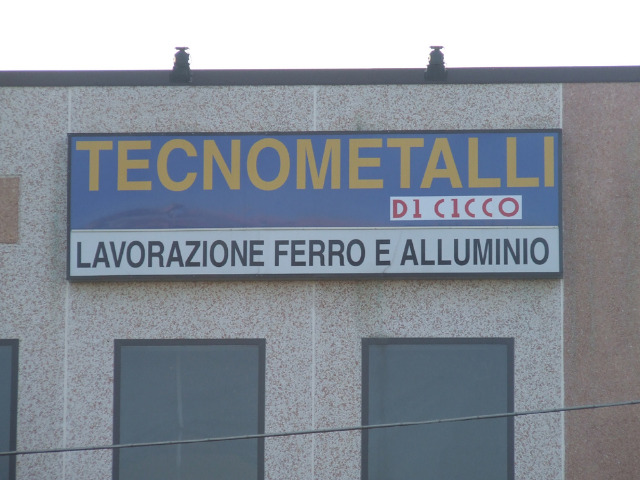 TECNOMETALLI
DI CICCO
LAVORAZIONE FERRO E ALLUMINIO